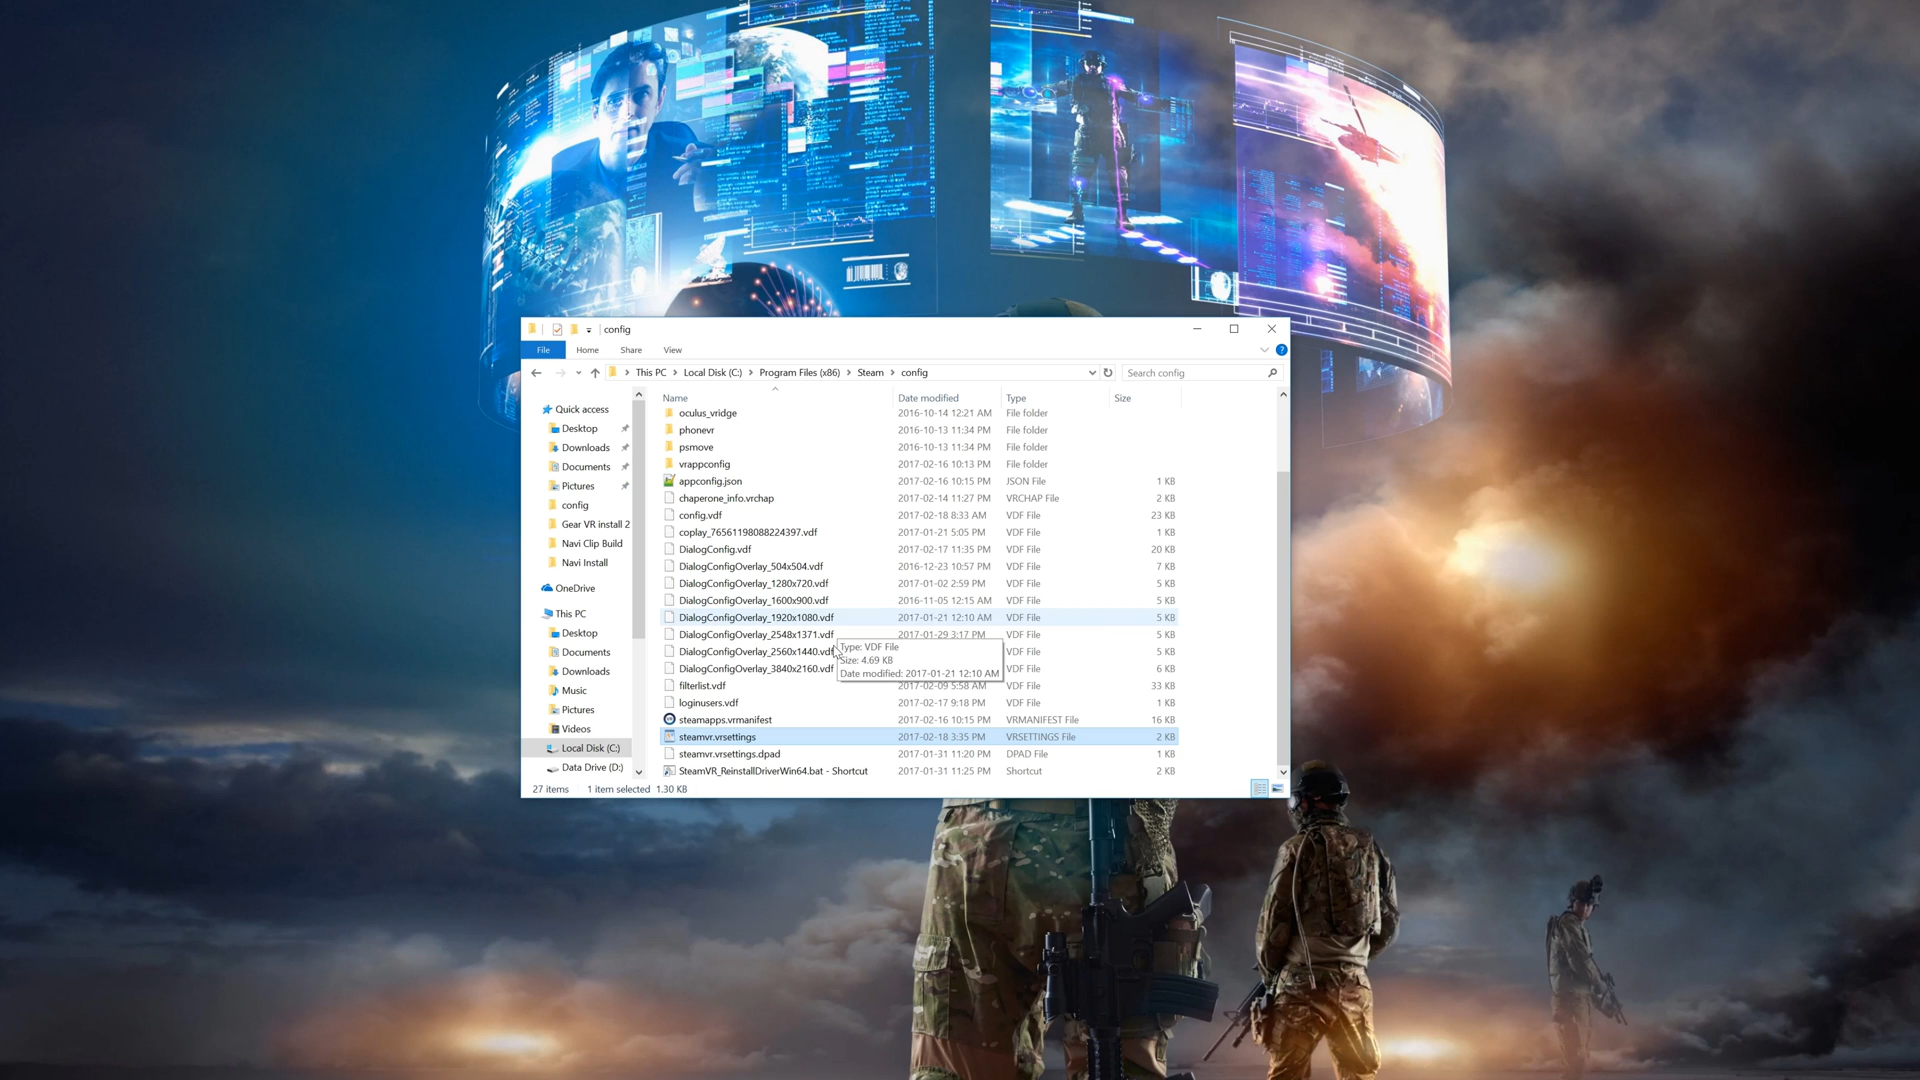 config
File Home Share View
This PC Local Disk (C:) Program Files (x86) Steam config Search config
Name Date modified Type Size
Quick access
Desktop
Downloads
Documents
Pictures
config
Gear VR install 2
Navi Clip Build
Navi Install
OneDrive
This PC
Desktop
Documents
Downloads
Music
Pictures
Videos
Local Disk (C:)
Data Drive (D:)
oculus_vridge 2016-10-14 12:21 AM File folder
phonevr 2016-10-13 11:34 PM File folder
psmove 2016-10-13 11:34 PM File folder
vrappconfig 2017-02-16 10:13 PM File folder
appconfig.json 2017-02-16 10:15 PM JSON File 1 KB
chaperone_info.vrchap 2017-02-14 11:27 PM VRCHAP File 2 KB
config.vdf 2017-02-18 8:33 AM VDF File 23 KB
coplay_76561198088224397.vdf 2017-01-21 5:05 PM VDF File 1 KB
DialogConfig.vdf 2017-02-17 11:35 PM VDF File 20 KB
DialogConfigOverlay_504x504.vdf 2016-12-23 10:57 PM VDF File 7 KB
DialogConfigOverlay_1280x720.vdf 2017-01-02 2:59 PM VDF File 5 KB
DialogConfigOverlay_1600x900.vdf 2016-11-05 12:15 AM VDF File 5 KB
DialogConfigOverlay_1920x1080.vdf 2017-01-21 12:10 AM VDF File 5 KB
DialogConfigOverlay_2548x1371.vdf 2017-01-29 3:17 PM VDF File 5 KB
DialogConfigOverlay_2560x1440.vdf VDF File 5 KB
DialogConfigOverlay_3840x2160.vdf VDF File 6 KB
Type: VDF File
Size: 4.69 KB
Date modified: 2017-01-21 12:10 AM
filterlist.vdf 2017-02-09 5:58 AM VDF File 33 KB
loginusers.vdf 2017-02-17 9:18 PM VDF File 1 KB
steamapps.vrmanifest 2017-02-16 10:15 PM VRMANIFEST File 16 KB
steamvr.vrsettings 2017-02-18 3:35 PM VRSETTINGS File 2 KB
steamvr.vrsettings.dpad 2017-01-31 11:20 PM DPAD File 1 KB
SteamVR_ReinstallDriverWin64.bat - Shortcut 2017-01-31 11:25 PM Shortcut 2 KB
27 items 1 item selected 1.30 KB